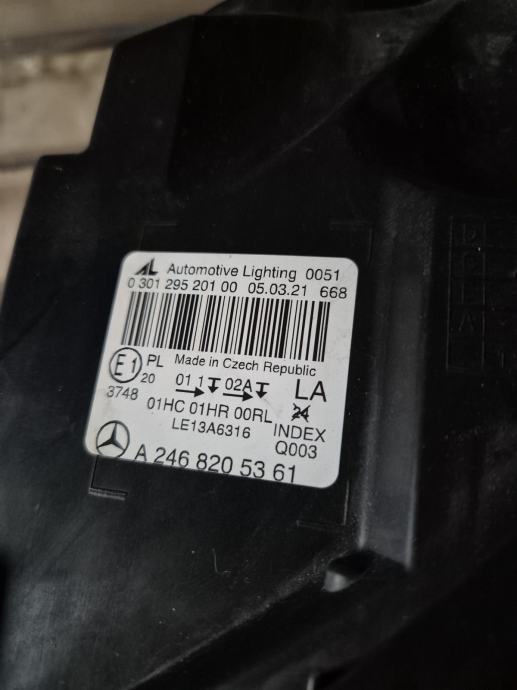 AL Automotive Lighting 0051
0 301 295 201 00 05.03.21 668
Made in Czech Republic
E1 PL 20 01 1 02A LA
3748 24
01HC 01HR 00RL INDEX
LE13A6316 Q003
A 246 820 53 61